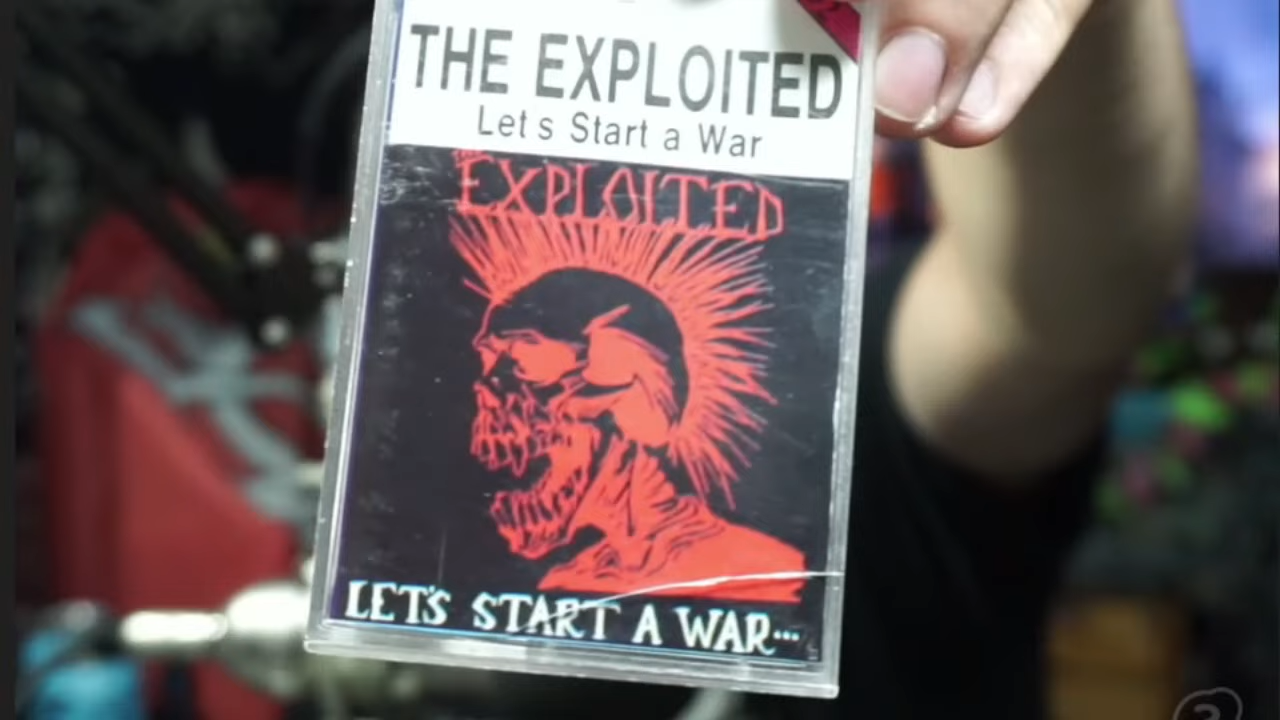 THE EXPLOITED
Let s Start a War
EXPLOITED
LET'S START A WAR...